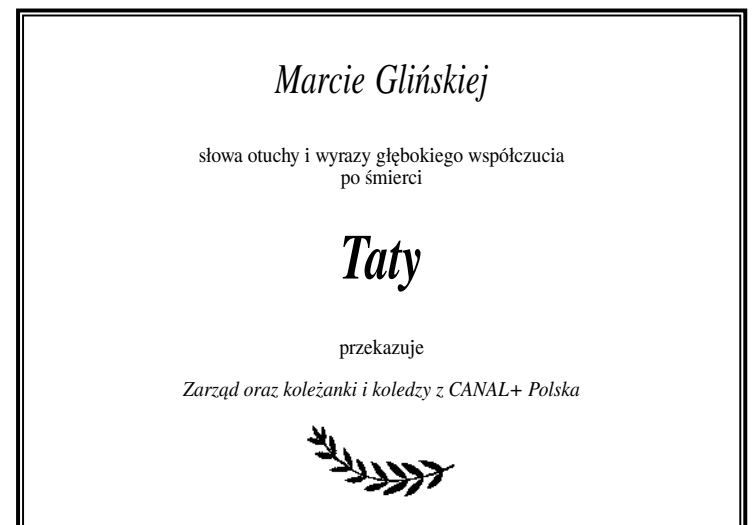 Marcie Glińskiej
słowa otuchy i wyrazy głębokiego współczucia
po śmierci
Taty
przekazuje
Zarząd oraz koleżanki i koledzy z CANAL+ Polska